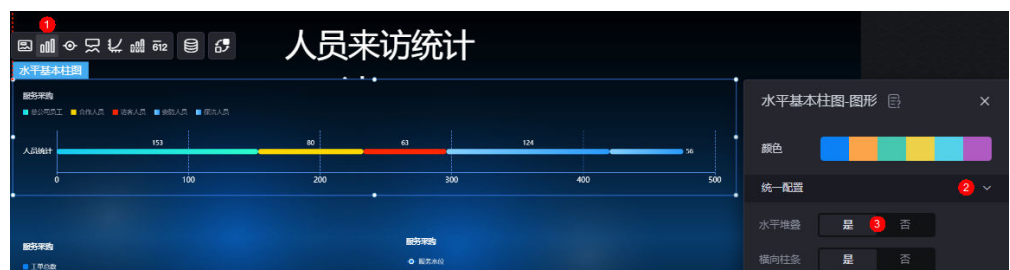 1
612
人员来访统计
水平基本柱图
服务采购
总公司员工 合作人员 访客人员 保洁人员
人员统计 153 80 63 124 56
0 100 200 300 400 500
水平基本柱图-图形
颜色
统一配置 2
水平堆叠 是 3 否
横向柱条 是 否
服务采购
工单总数
服务采购
服务水位